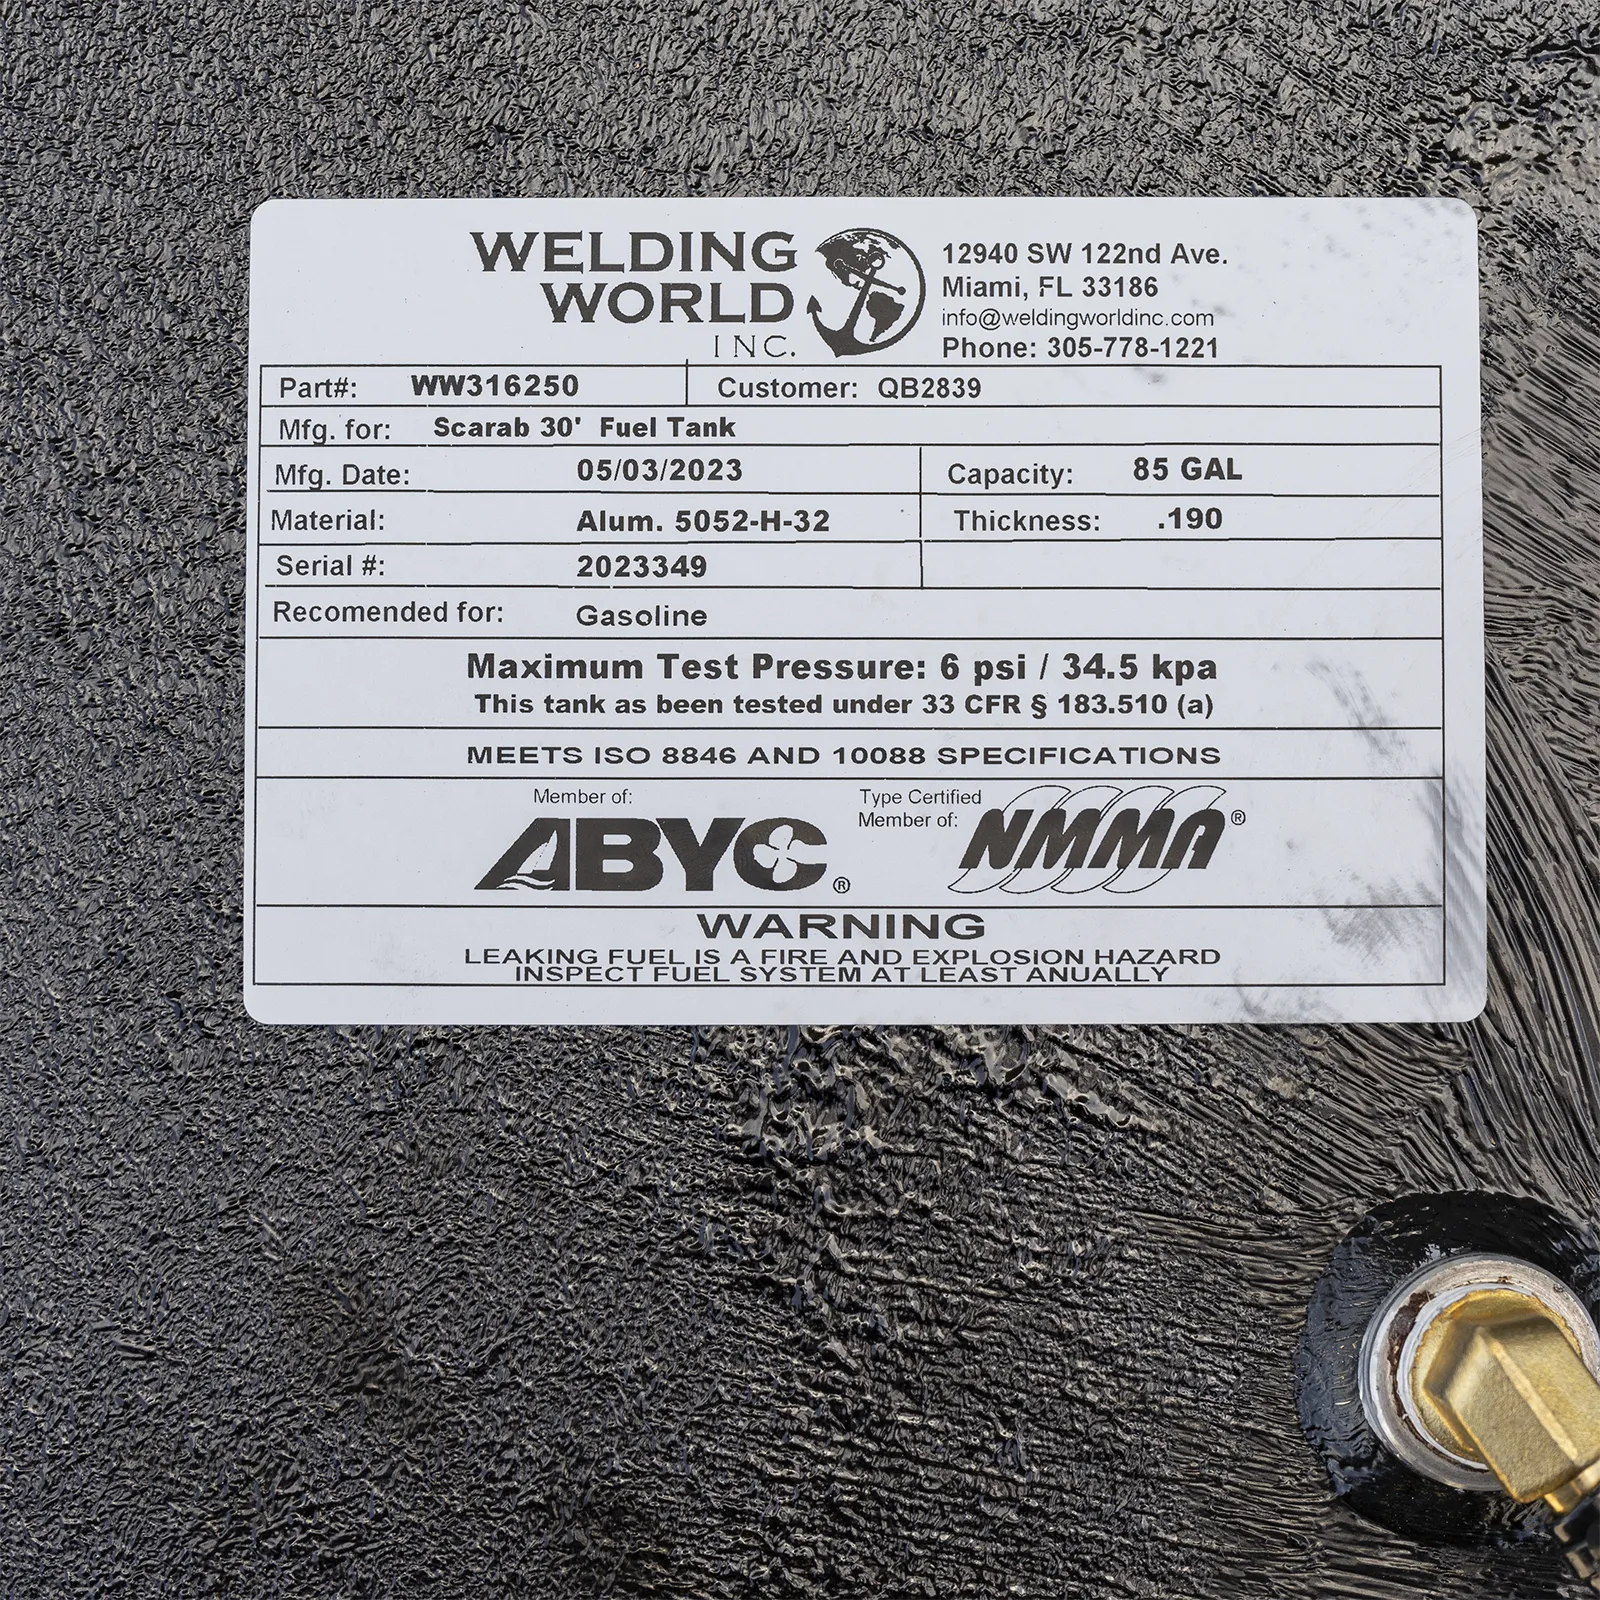 WELDING
WORLD
INC.
12940 SW 122nd Ave.
Miami, FL 33186
info@weldingworldinc.com
Phone: 305-778-1221
Part#: WW316250 Customer: QB2839
Mfg. for: Scarab 30' Fuel Tank
Mfg. Date: 05/03/2023 Capacity: 85 GAL
Material: Alum. 5052-H-32 Thickness: .190
Serial #: 2023349
Recomended for: Gasoline
Maximum Test Pressure: 6 psi / 34.5 kpa
This tank as been tested under 33 CFR § 183.510 (a)
MEETS ISO 8846 AND 10088 SPECIFICATIONS
Member of:
ABYC®
Type Certified
Member of:
NMMA®
WARNING
LEAKING FUEL IS A FIRE AND EXPLOSION HAZARD
INSPECT FUEL SYSTEM AT LEAST ANUALLY